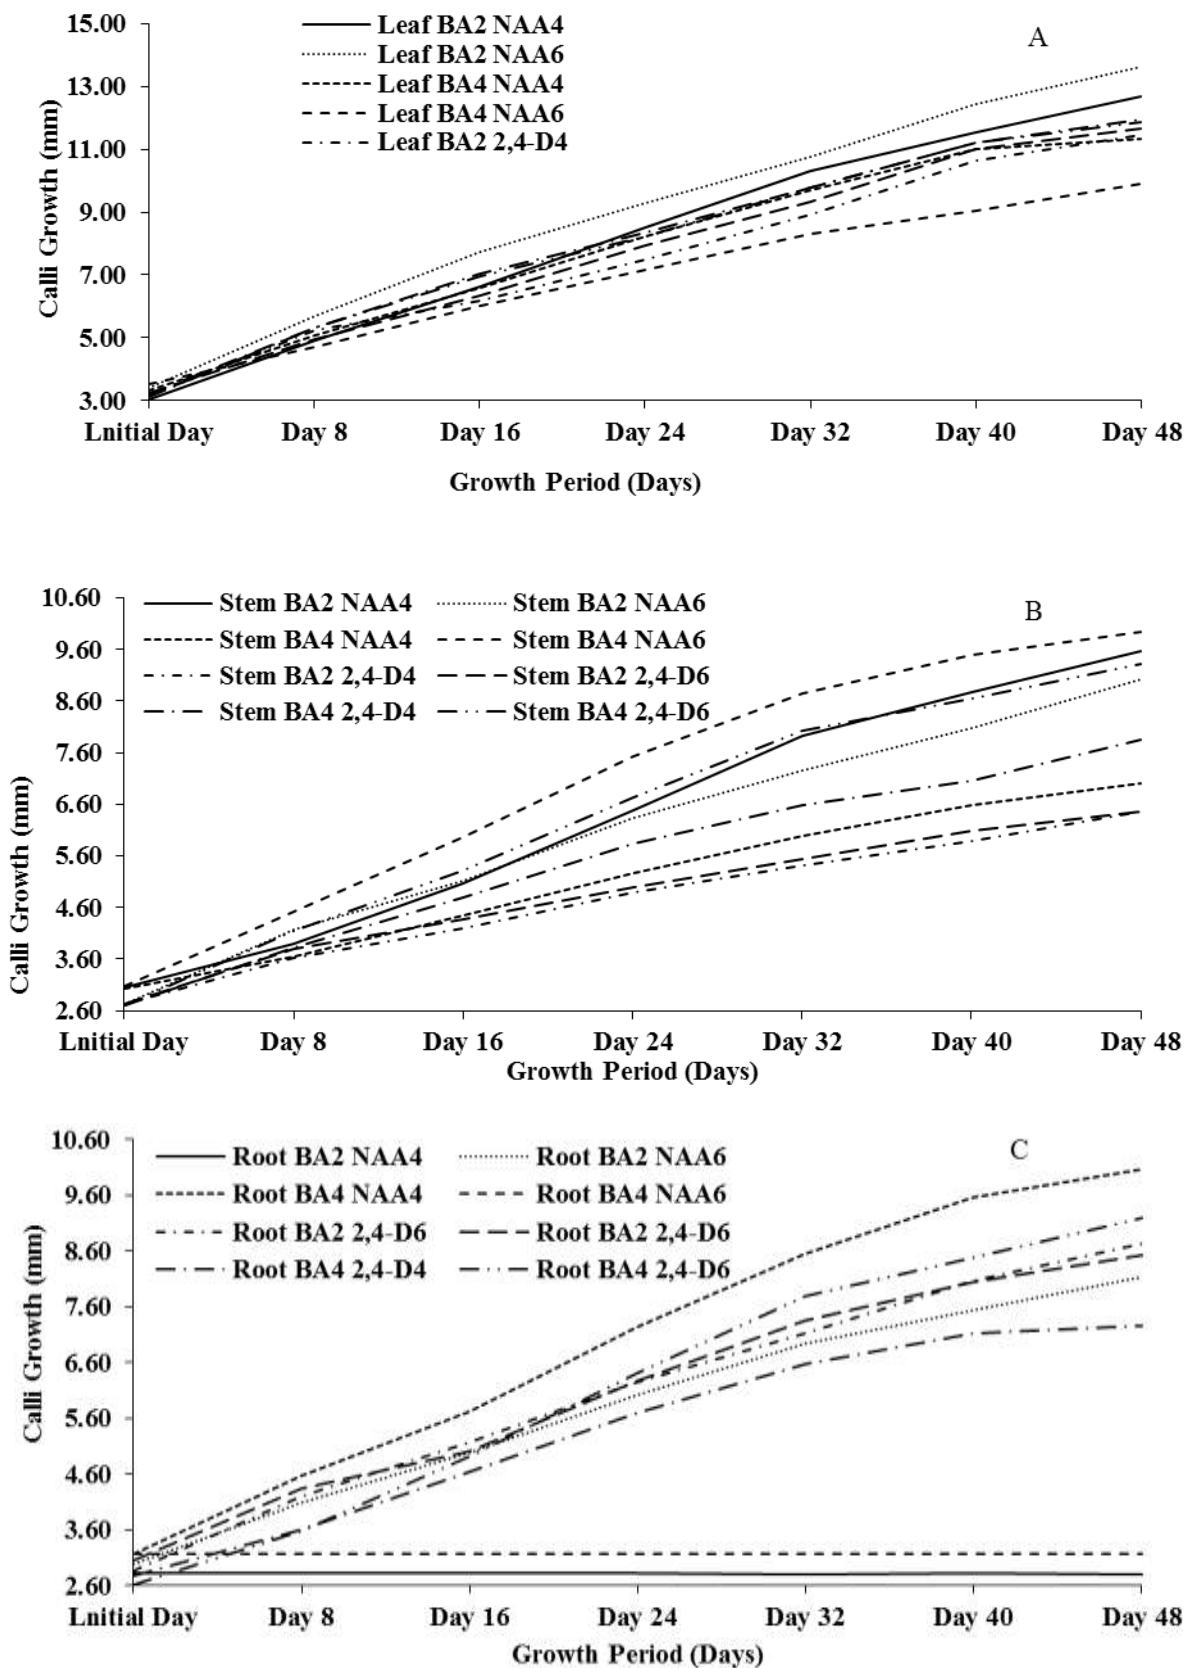 15.00
13.00
11.00
9.00
7.00
5.00
3.00
Calli Growth (mm)
Leaf BA2 NAA4
Leaf BA2 NAA6
Leaf BA4 NAA4
Leaf BA4 NAA6
Leaf BA2 2,4-D4
A
Lnitial Day Day 8 Day 16 Day 24 Day 32 Day 40 Day 48
Growth Period (Days)
10.60
9.60
8.60
7.60
6.60
5.60
4.60
3.60
2.60
Calli Growth (mm)
Stem BA2 NAA4 Stem BA2 NAA6
Stem BA4 NAA4 Stem BA4 NAA6
Stem BA2 2,4-D4 Stem BA2 2,4-D6
Stem BA4 2,4-D4 Stem BA4 2,4-D6
B
Lnitial Day Day 8 Day 16 Day 24 Day 32 Day 40 Day 48
Growth Period (Days)
10.60
9.60
8.60
7.60
6.60
5.60
4.60
3.60
2.60
Calli Growth (mm)
Root BA2 NAA4 Root BA2 NAA6
Root BA4 NAA4 Root BA4 NAA6
Root BA2 2,4-D6 Root BA2 2,4-D6
Root BA4 2,4-D4 Root BA4 2,4-D6
C
Lnitial Day Day 8 Day 16 Day 24 Day 32 Day 40 Day 48
Growth Period (Days)